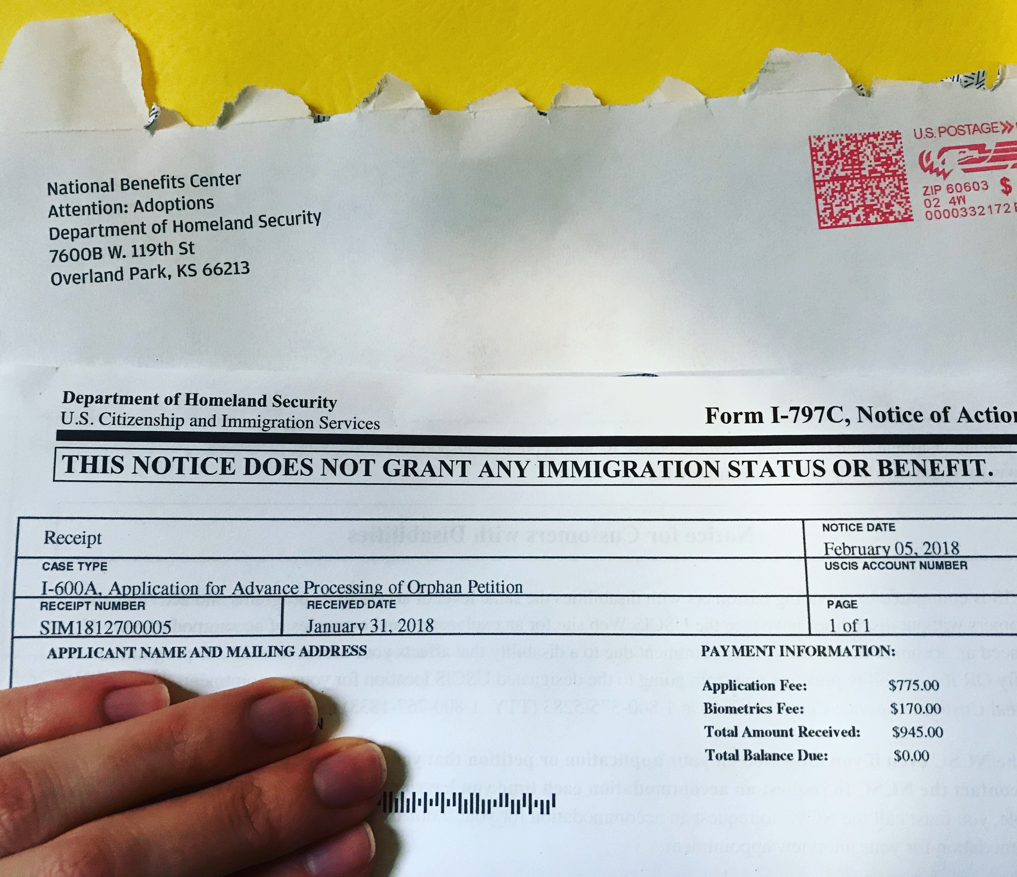 National Benefits Center
Attention: Adoptions
Department of Homeland Security
7600B W. 119th St
Overland Park, KS 66213
U.S. POSTAGE
ZIP 60603 $
02 4W
0000332172
Department of Homeland Security
U.S. Citizenship and Immigration Services
Form I-797C, Notice of Action
THIS NOTICE DOES NOT GRANT ANY IMMIGRATION STATUS OR BENEFIT.
Receipt
NOTICE DATE
February 05, 2018
CASE TYPE
I-600A, Application for Advance Processing of Orphan Petition
USCIS ACCOUNT NUMBER
RECEIPT NUMBER
SIM1812700005
RECEIVED DATE
January 31, 2018
PAGE
1 of 1
APPLICANT NAME AND MAILING ADDRESS
PAYMENT INFORMATION:
Application Fee: $775.00
Biometrics Fee: $170.00
Total Amount Received: $945.00
Total Balance Due: $0.00